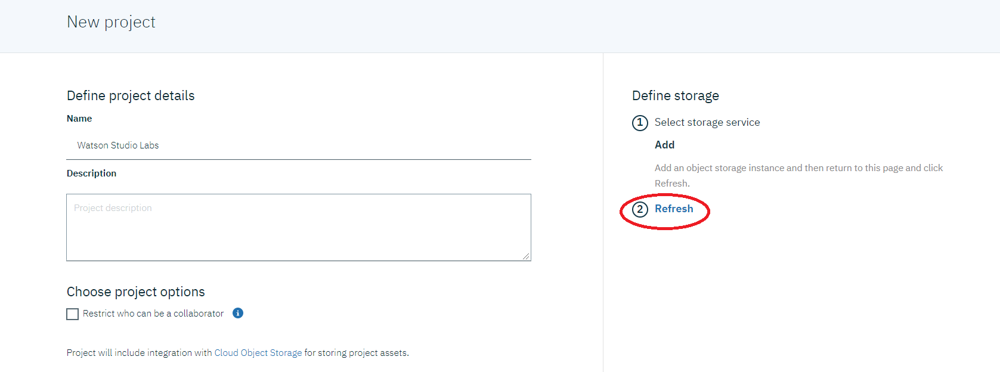 New project
Define project details
Name
Watson Studio Labs
Description
Project description
Choose project options
Restrict who can be a collaborator i
Project will include integration with Cloud Object Storage for storing project assets.
Define storage
1 Select storage service
Add
Add an object storage instance and then return to this page and click
Refresh.
2 Refresh